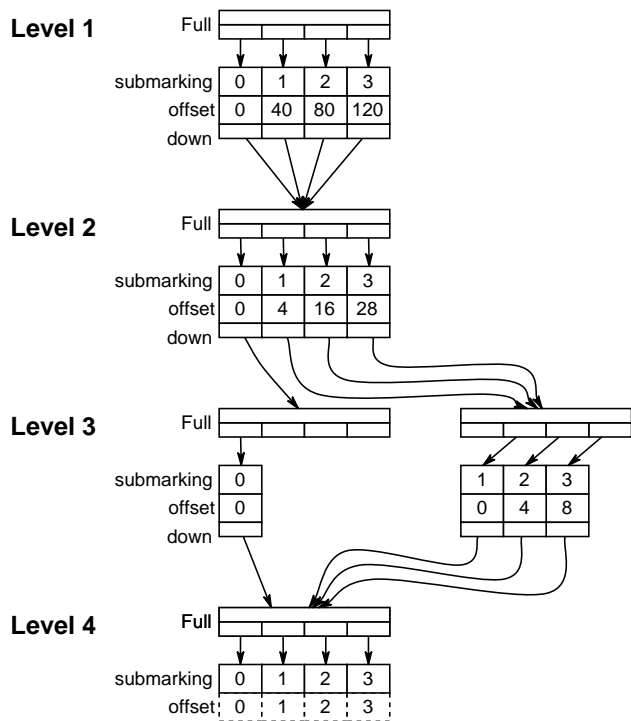 Level 1
Full
submarking 0 1 2 3
offset 0 40 80 120
down
Level 2
Full
submarking 0 1 2 3
offset 0 4 16 28
down
Level 3
Full
submarking 0 1 2 3
offset 0 0 4 8
down
Level 4
Full
submarking 0 1 2 3
offset 0 1 2 3